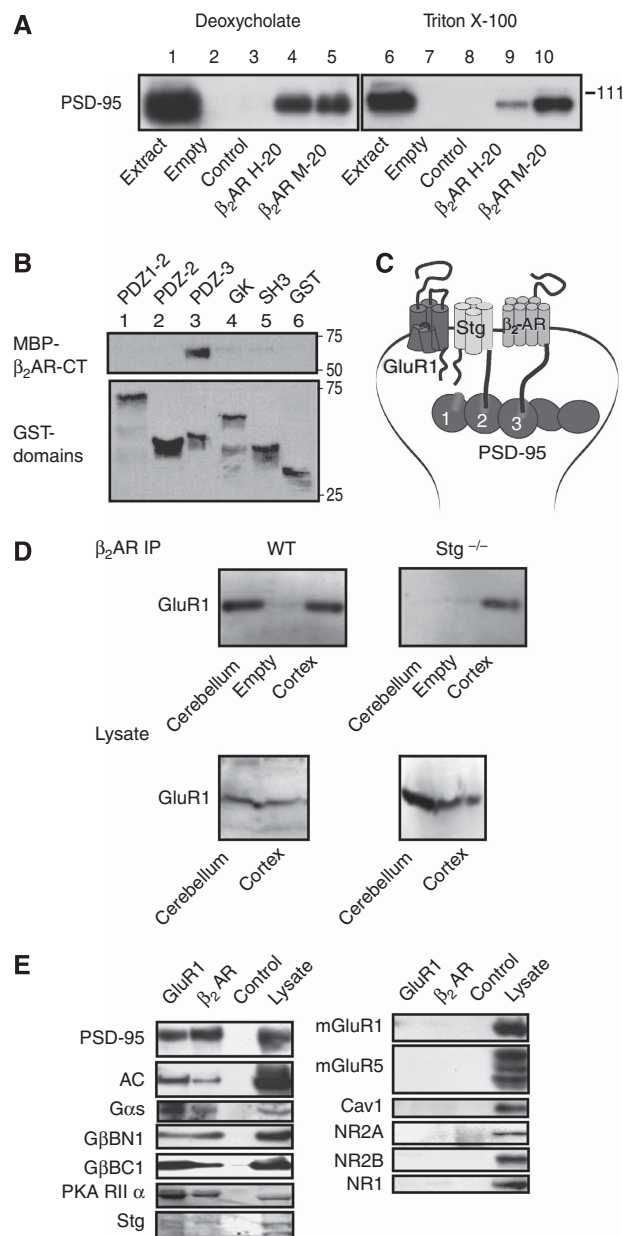 A
Deoxycholate Triton X-100
1 2 3 4 5 6 7 8 9 10
PSD-95
111
Extract Empty Control β2AR H-20 β2AR M-20 Extract Empty Control β2AR H-20 β2AR M-20
B
PDZ1-2 PDZ-2 PDZ-3 GK SH3 GST
1 2 3 4 5 6
MBP-
β2AR-CT
75
50
75
GST-
domains
25
C
GluR1
Stg
β2-AR
1 2 3
PSD-95
D
β2AR IP WT Stg –/–
GluR1
Cerebellum Empty Cortex Cerebellum Empty Cortex
Lysate
GluR1
Cerebellum Cortex Cerebellum Cortex
E
GluR1 β2 AR Control Lysate
PSD-95
AC
Gαs
GβBN1
GβBC1
PKA RII α
Stg
GluR1 β2 AR Control Lysate
mGluR1
mGluR5
Cav1
NR2A
NR2B
NR1